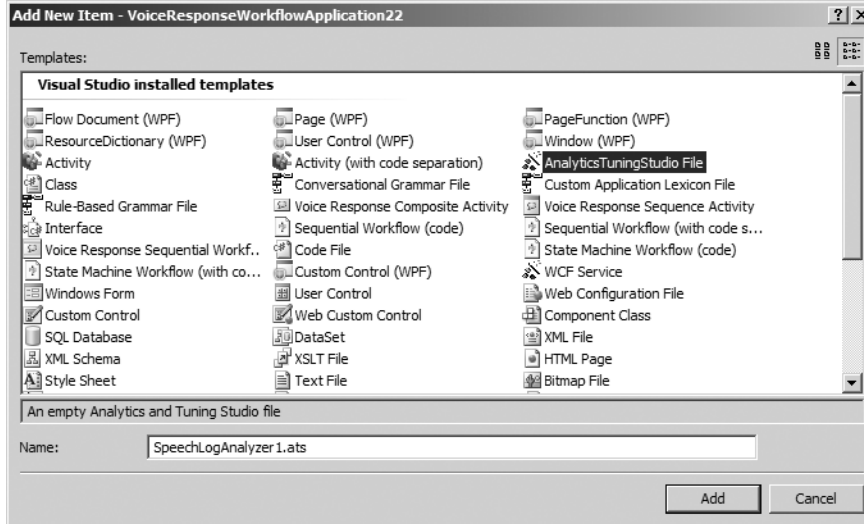 Add New Item - VoiceResponseWorkflowApplication22
Templates:
Visual Studio installed templates
Flow Document (WPF) Page (WPF) PageFunction (WPF)
ResourceDictionary (WPF) User Control (WPF) Window (WPF)
Activity Activity (with code separation) AnalyticsTuningStudio File
Class Conversational Grammar File Custom Application Lexicon File
Rule-Based Grammar File Voice Response Composite Activity Voice Response Sequence Activity
Interface Sequential Workflow (code) Sequential Workflow (with code s...
Voice Response Sequential Workf.. Code File State Machine Workflow (code)
State Machine Workflow (with co... Custom Control (WPF) WCF Service
Windows Form User Control Web Configuration File
Custom Control Web Custom Control Component Class
SQL Database DataSet XML File
XML Schema XSLT File HTML Page
Style Sheet Text File Bitmap File
An empty Analytics and Tuning Studio file
Name: SpeechLogAnalyzer1.ats
Add Cancel